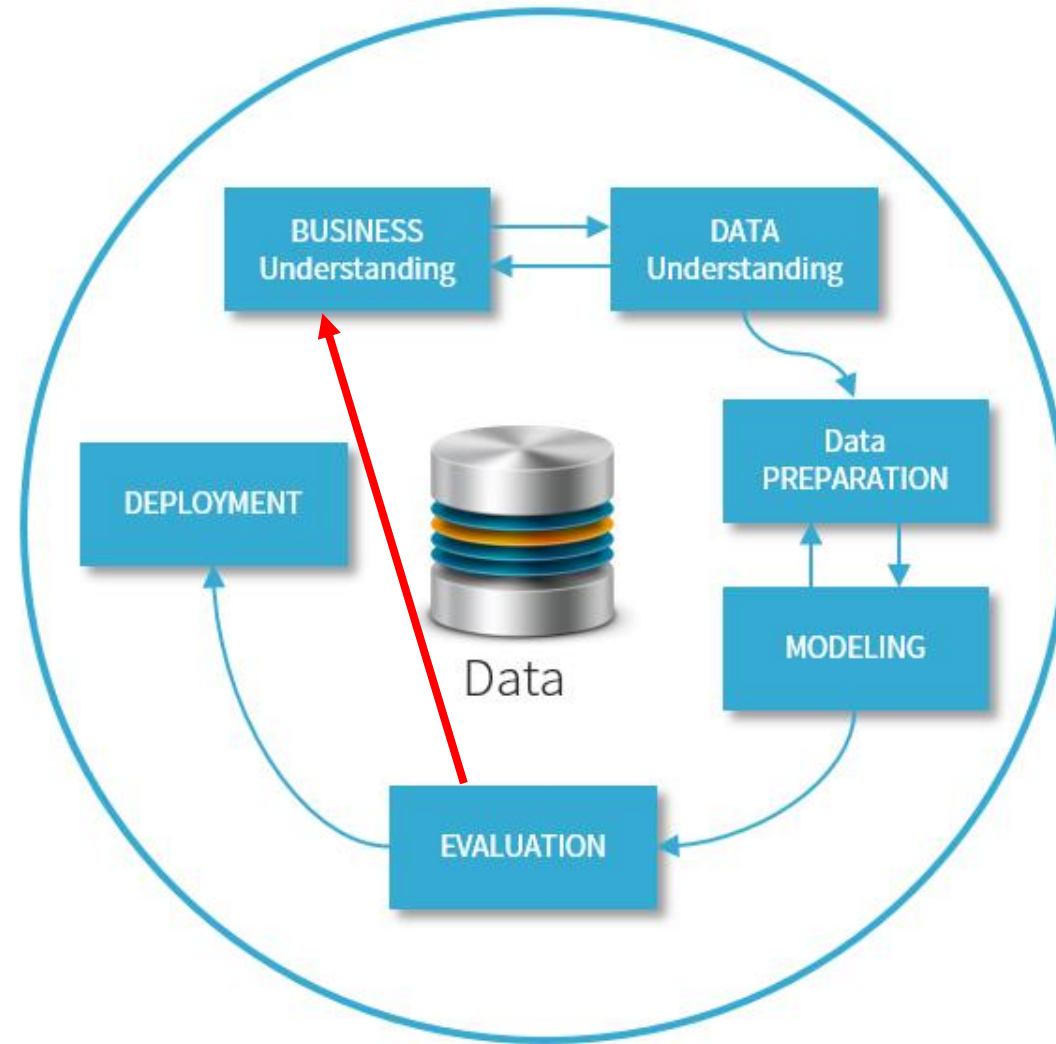 BUSINESS
Understanding
DATA
Understanding
Data
PREPARATION
DEPLOYMENT
MODELING
Data
EVALUATION